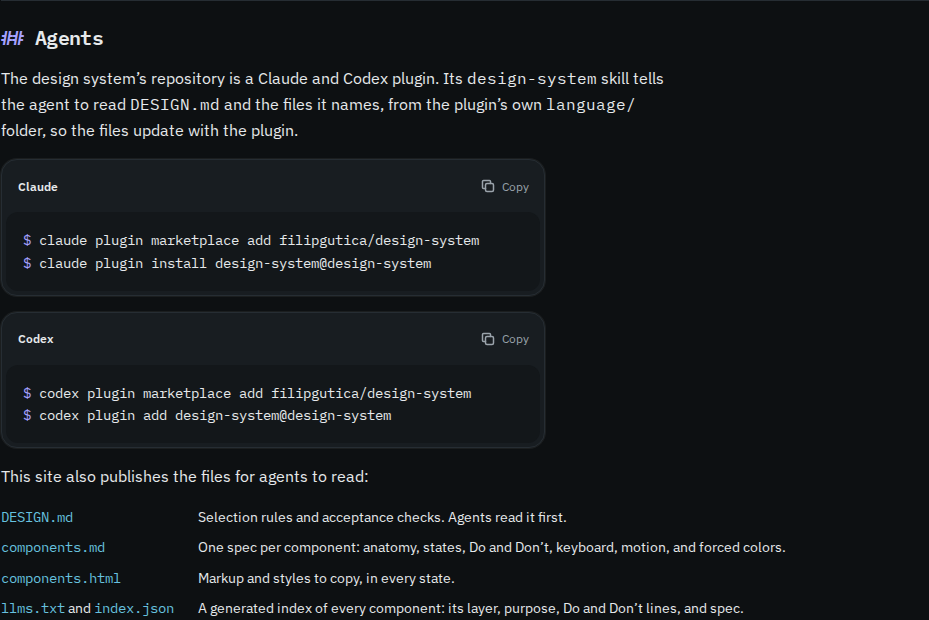 ## Agents
The design system’s repository is a Claude and Codex plugin. Its design-system skill tells
the agent to read DESIGN.md and the files it names, from the plugin’s own language/
folder, so the files update with the plugin.
Claude Copy
$ claude plugin marketplace add filipgutica/design-system
$ claude plugin install design-system@design-system
Codex Copy
$ codex plugin marketplace add filipgutica/design-system
$ codex plugin add design-system@design-system
This site also publishes the files for agents to read:
DESIGN.md Selection rules and acceptance checks. Agents read it first.
components.md One spec per component: anatomy, states, Do and Don’t, keyboard, motion, and forced colors.
components.html Markup and styles to copy, in every state.
llms.txt and index.json A generated index of every component: its layer, purpose, Do and Don’t lines, and spec.